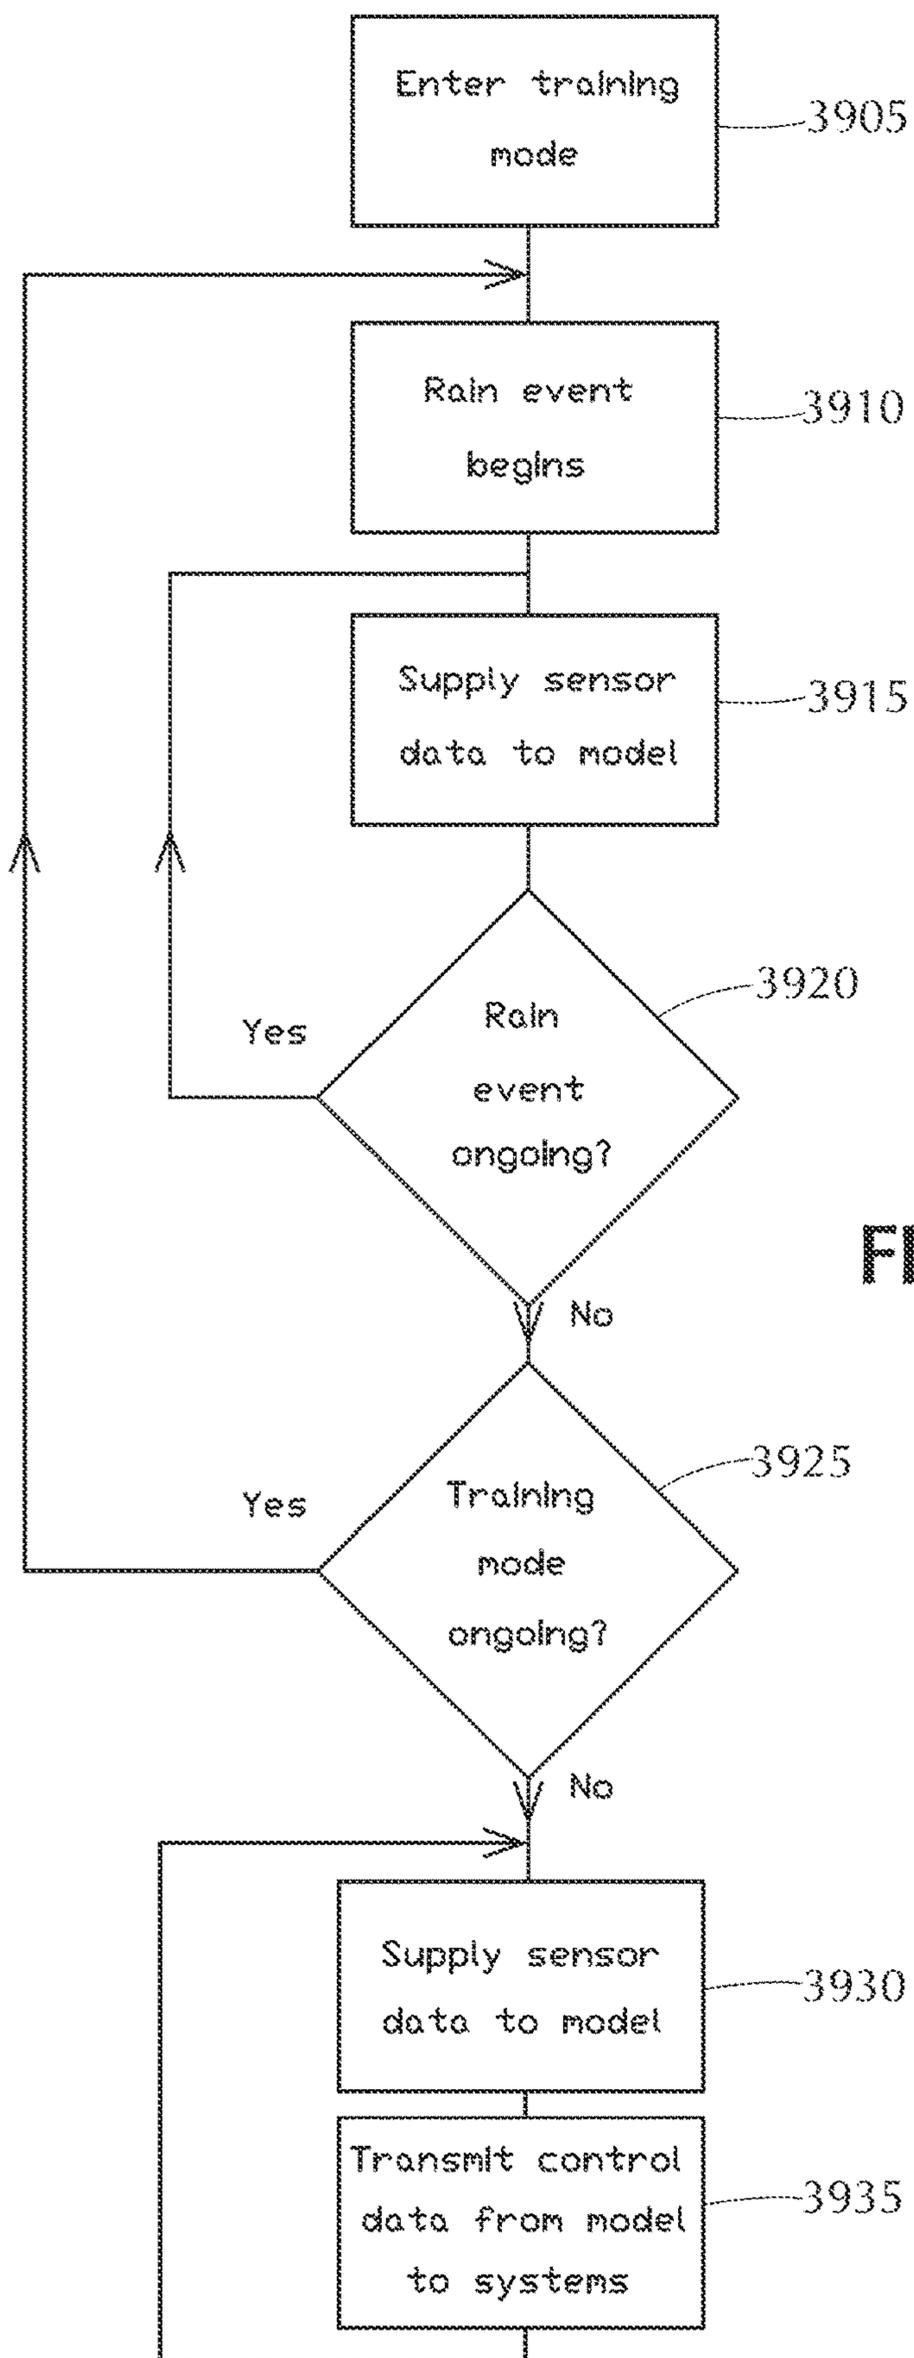 Enter training
mode
3905
Rain event
begins
3910
Supply sensor
data to model
3915
Rain
event
ongoing?
3920
Yes
No
Training
mode
ongoing?
3925
Yes
No
Supply sensor
data to model
3930
Transmit control
data from model
to systems
3935